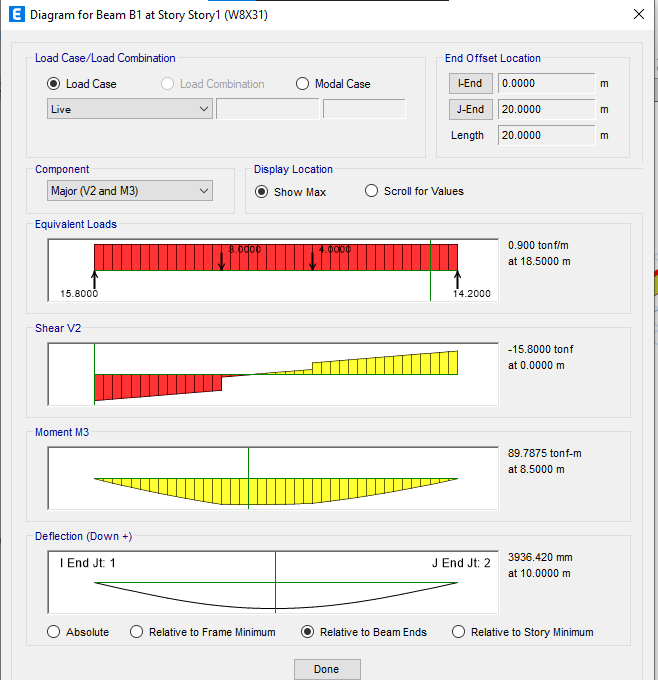 Diagram for Beam B1 at Story Story1 (W8X31)
Load Case/Load Combination
End Offset Location
Load Case
Load Combination
Modal Case
I-End
0.0000
m
Live
J-End
20.0000
m
Length
20.0000
m
Component
Display Location
Major (V2 and M3)
Show Max
Scroll for Values
Equivalent Loads
8.0000
4.0000
0.900 tonf/m
at 18.5000 m
15.8000
14.2000
Shear V2
-15.8000 tonf
at 0.0000 m
Moment M3
89.7875 tonf-m
at 8.5000 m
Deflection (Down +)
I End Jt: 1
J End Jt: 2
3936.420 mm
at 10.0000 m
Absolute
Relative to Frame Minimum
Relative to Beam Ends
Relative to Story Minimum
Done